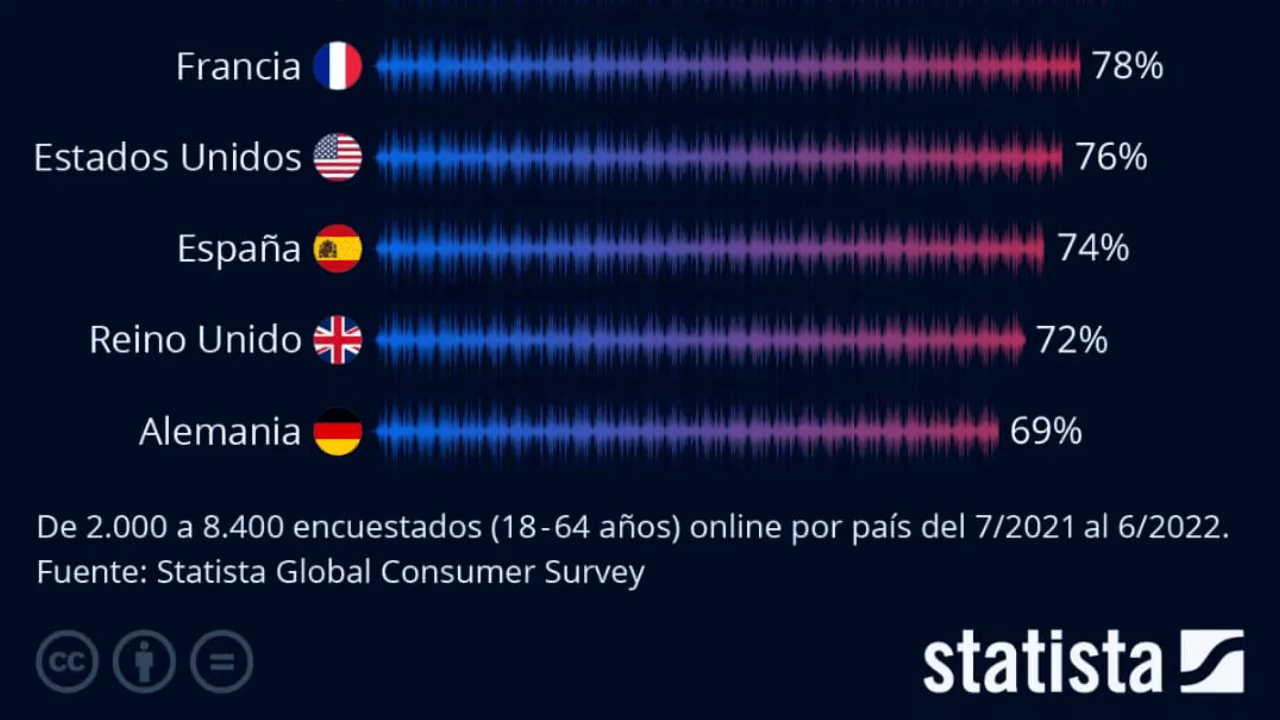 Francia 78%
Estados Unidos 76%
España 74%
Reino Unido 72%
Alemania 69%
De 2.000 a 8.400 encuestados (18-64 años) online por país del 7/2021 al 6/2022.
Fuente: Statista Global Consumer Survey
cc
statista